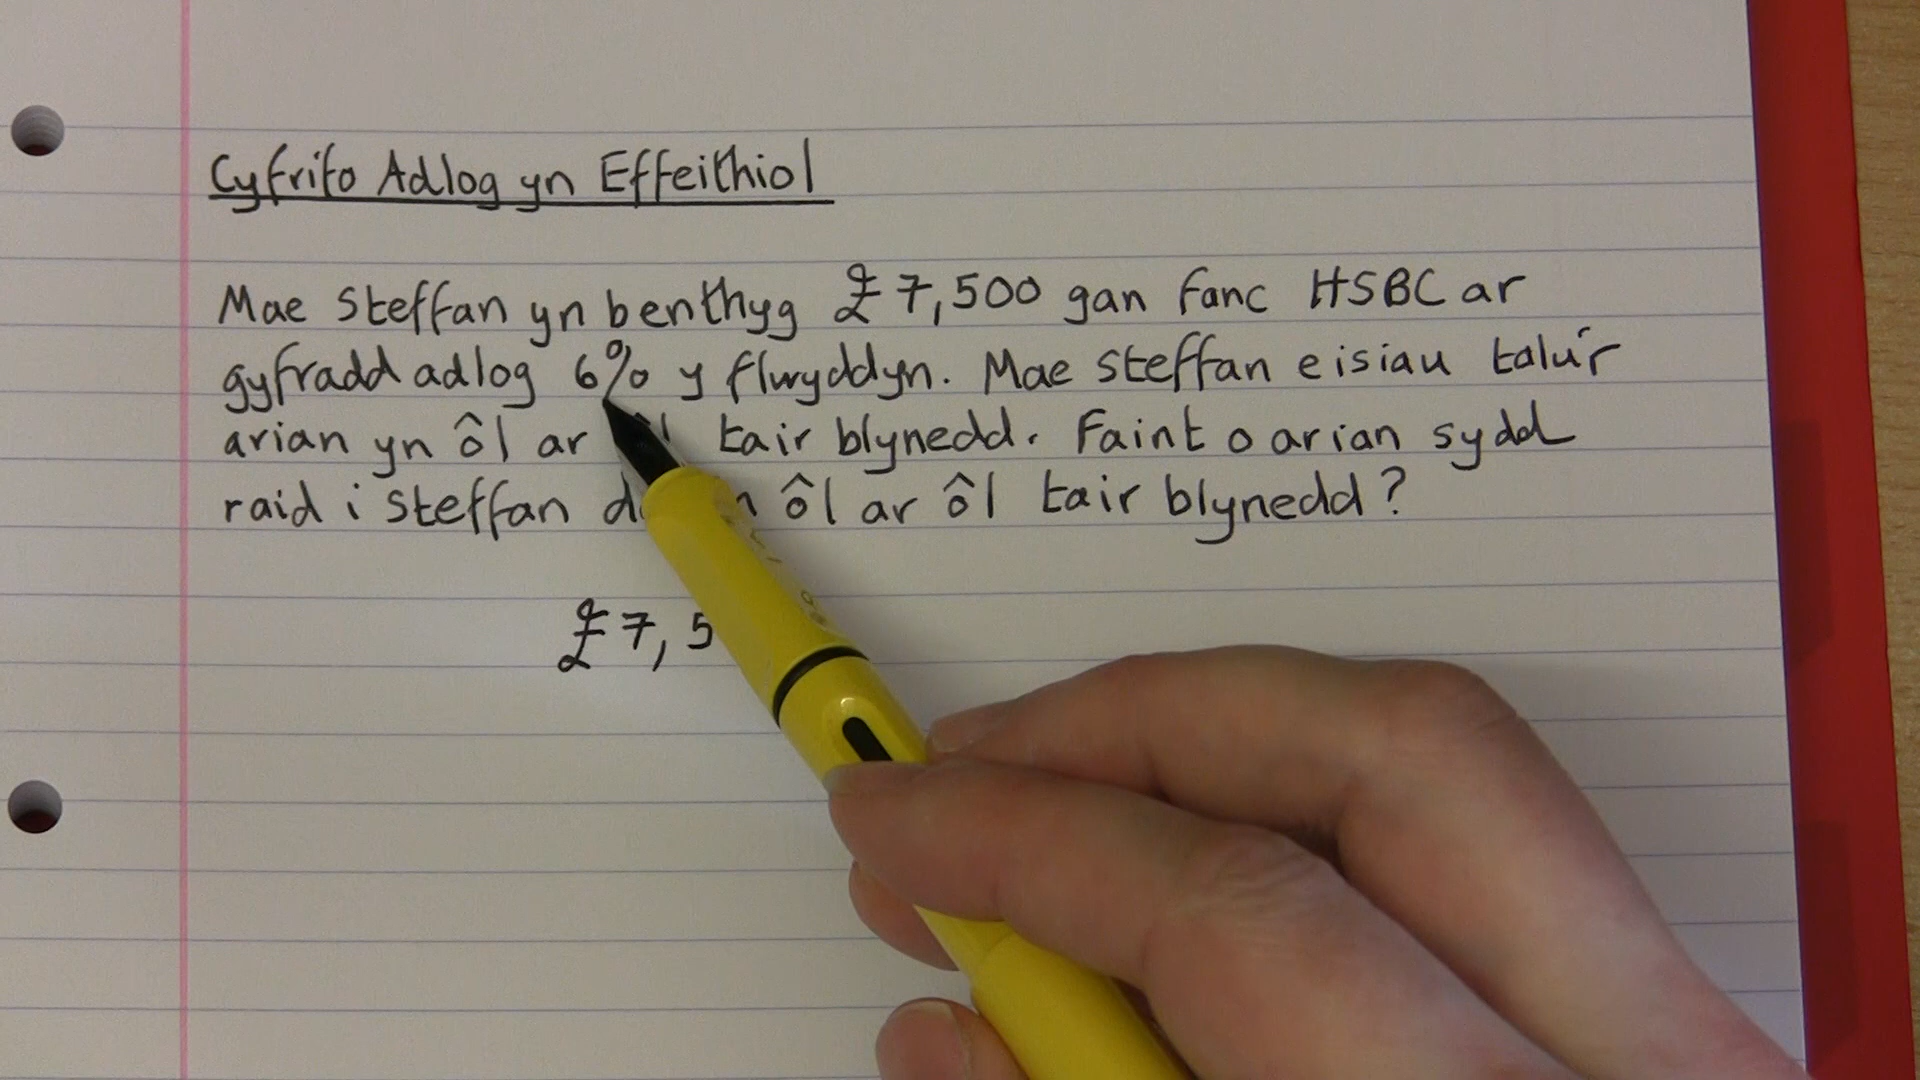 Cyfrifo Adlog yn Effeithiol
Mae Steffan yn benthyg £7,500 gan fanc HSBC ar
gyfradd adlog 6% y flwyddyn. Mae Steffan eisiau talu'r
arian yn ôl ar tair blynedd. Faint o arian sydd
raid i Steffan ôl ar ôl tair blynedd?
£7,5